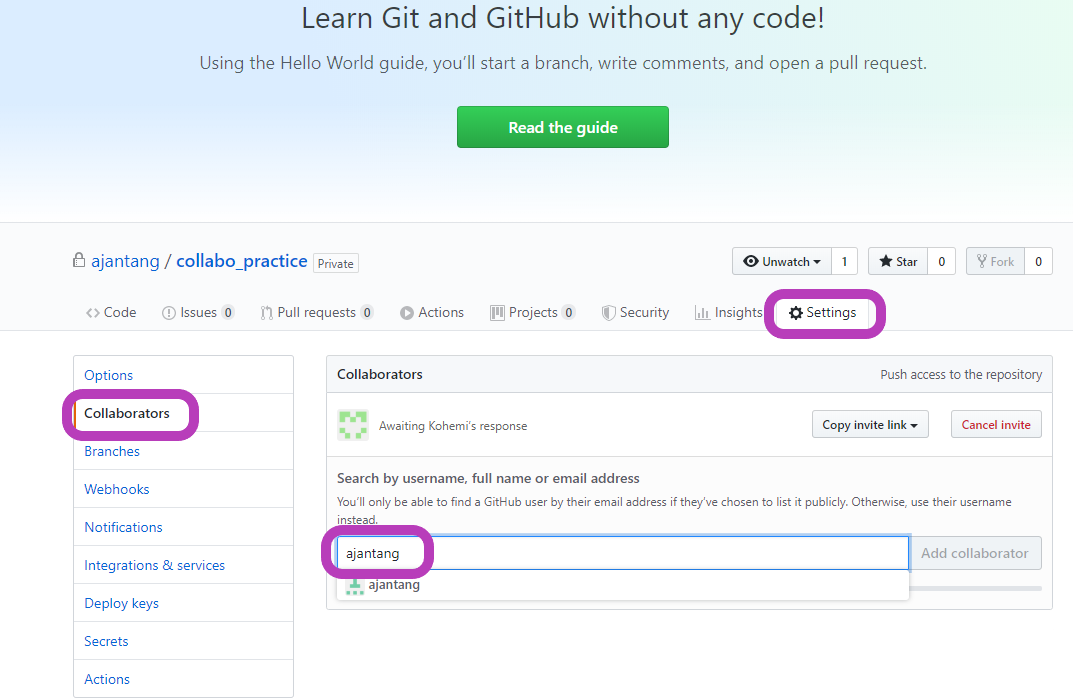 Learn Git and GitHub without any code!
Using the Hello World guide, you’ll start a branch, write comments, and open a pull request.
Read the guide
ajantang / collabo_practice Private
Unwatch 1 Star 0 Fork 0
Code Issues 0 Pull requests 0 Actions Projects 0 Security Insights Settings
Options
Collaborators
Branches
Webhooks
Notifications
Integrations & services
Deploy keys
Secrets
Actions
Collaborators Push access to the repository
Awaiting Kohemi’s response Copy invite link Cancel invite
Search by username, full name or email address
You’ll only be able to find a GitHub user by their email address if they’ve chosen to list it publicly. Otherwise, use their username
instead.
ajantang Add collaborator
ajantang